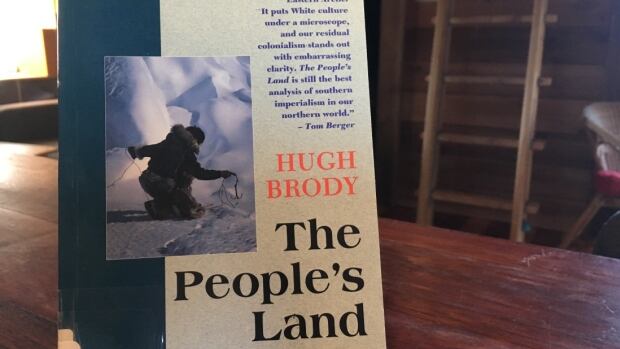 Eastern Arctic.
"It puts White culture
under a microscope,
and our residual
colonialism stands out
with embarrassing
clarity. The People's
Land is still the best
analysis of southern
imperialism in our
northern world."
– Tom Berger
HUGH
BRODY
The
People's
Land